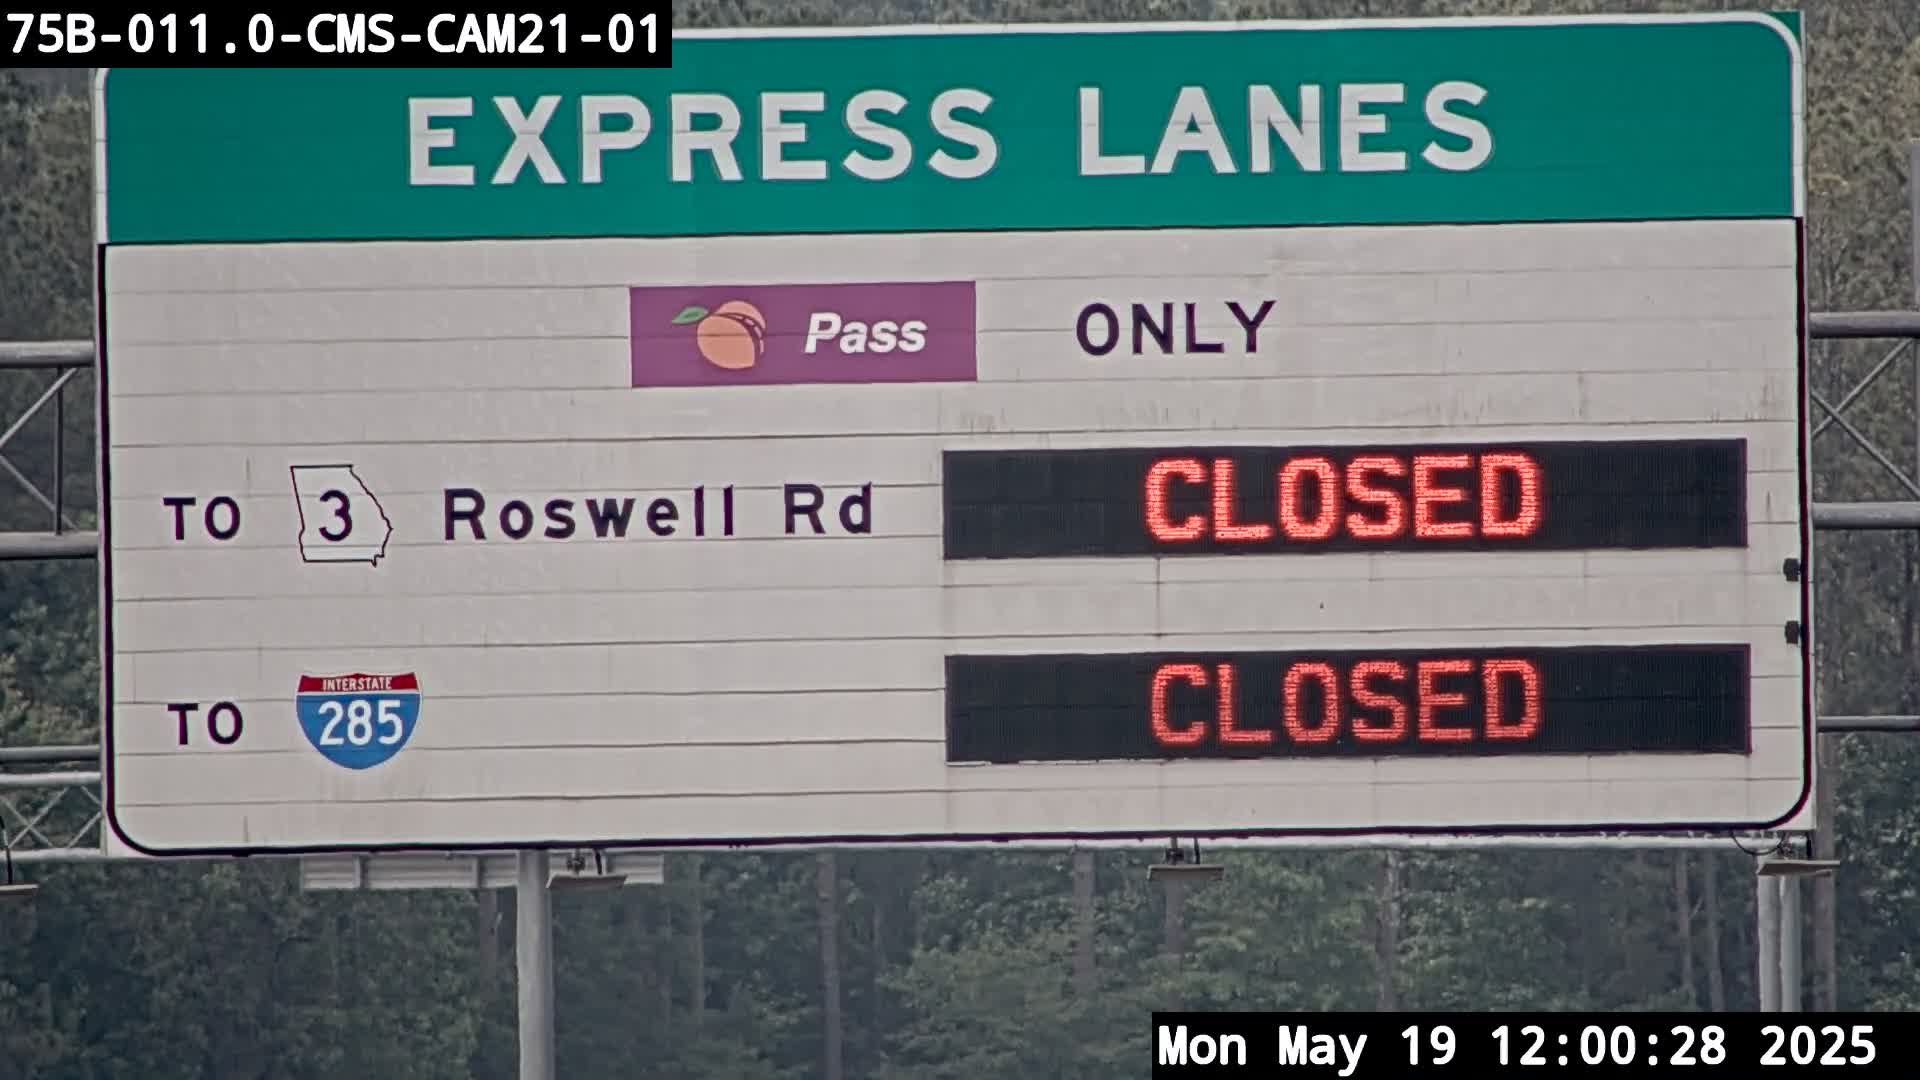 75B-011.0-CMS-CAM21-01
EXPRESS LANES
Pass ONLY
TO 3 Roswell Rd CLOSED
TO INTERSTATE 285 CLOSED
Mon May 19 12:00:28 2025